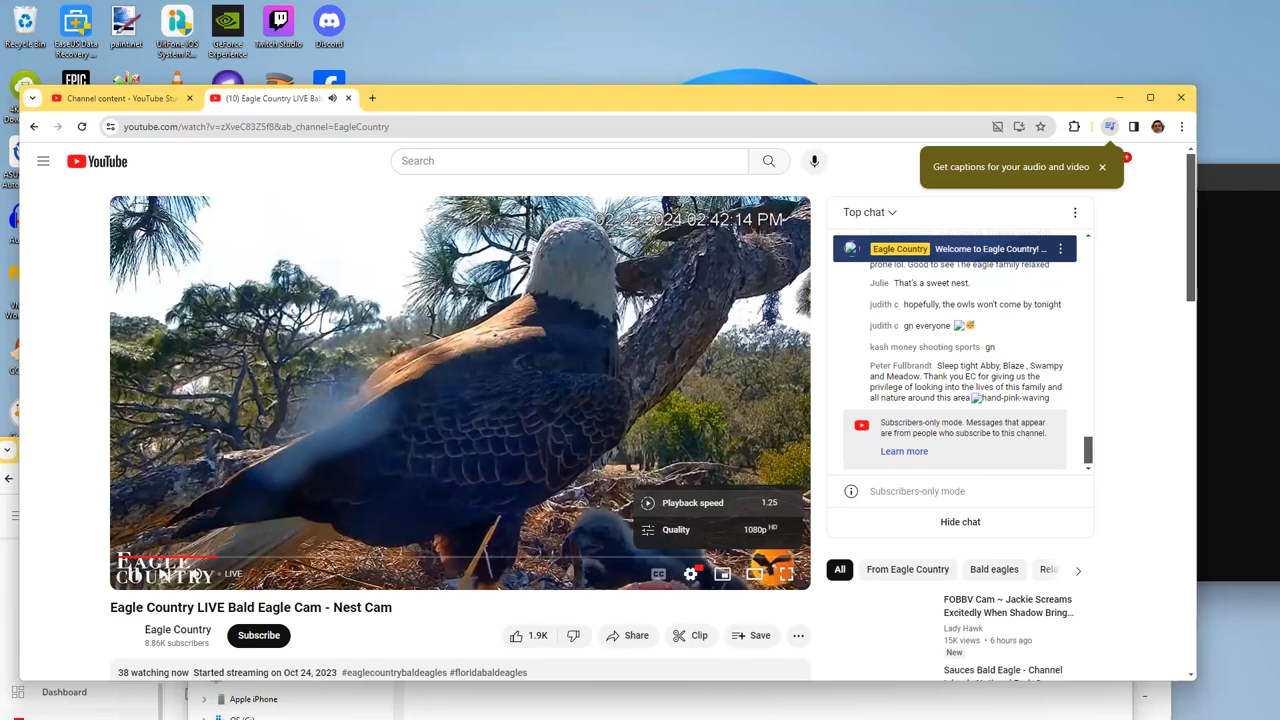 Recycle Bin
EaseUS Data Recovery ...
paint.net
UltFone iOS System R...
GeForce Experience
Twitch Studio
Discord
Channel content - YouTube Stu
(10) Eagle Country LIVE Bal
youtube.com/watch?v=zXveC83Z5f8&ab_channel=EagleCountry
Get captions for your audio and video
YouTube
Search
02-22-2024 02:42:14 PM
Top chat
Eagle Country Welcome to Eagle Country! ...
prone lol. Good to see The eagle family relaxed
Julie That's a sweet nest.
judith c hopefully, the owls won't come by tonight
judith c gn everyone
kash money shooting sports gn
Peter Fullbrandt Sleep tight Abby, Blaze , Swampy
and Meadow. Thank you EC for giving us the
privilege of looking into the lives of this family and
all nature around this area hand-pink-waving
Subscribers-only mode. Messages that appear
are from people who subscribe to this channel.
Learn more
Subscribers-only mode
Hide chat
Playback speed 1.25
Quality 1080p HD
EAGLE
COUNTRY
LIVE
All
From Eagle Country
Bald eagles
Rela
Eagle Country LIVE Bald Eagle Cam - Nest Cam
Eagle Country
8.86K subscribers
Subscribe
1.9K
Share
Clip
Save
38 watching now Started streaming on Oct 24, 2023 #eaglecountrybaldeagles #floridabaldeagles
FOBBV Cam ~ Jackie Screams
Excitedly When Shadow Bring...
Lady Hawk
15K views • 6 hours ago
New
Sauces Bald Eagle - Channel
Dashboard
Apple iPhone